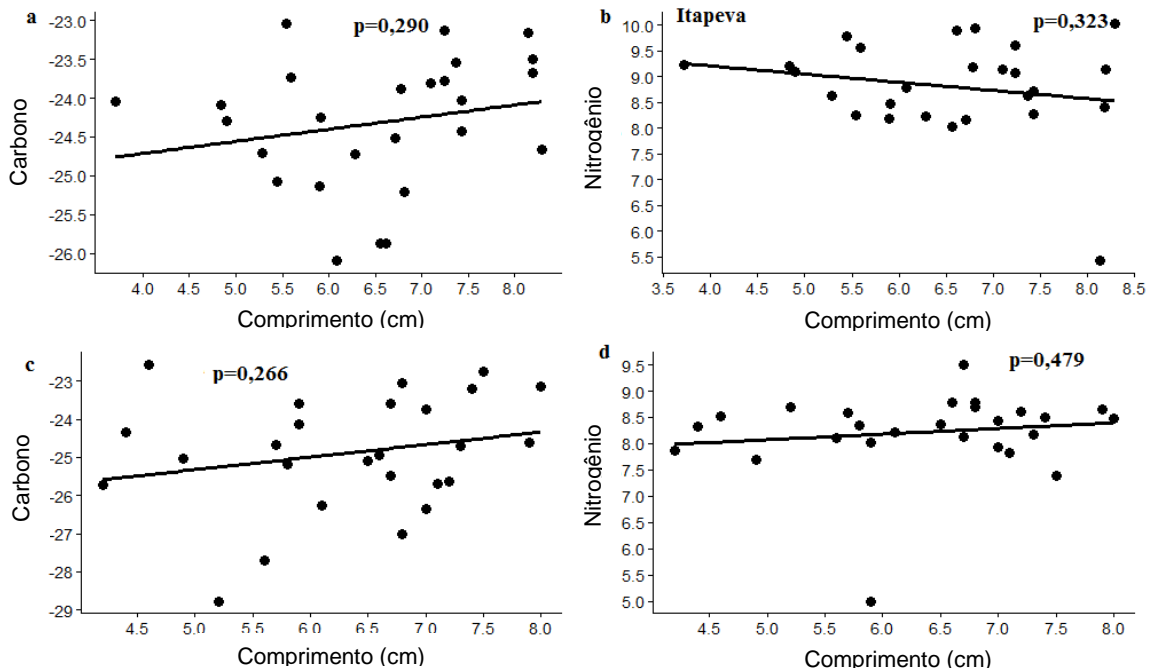 a
p=0,290
-23.0
-23.5
-24.0
-24.5
-25.0
-25.5
-26.0
Carbono
4.0 4.5 5.0 5.5 6.0 6.5 7.0 7.5 8.0
Comprimento (cm)
b
Itapeva
p=0,323
10.0
9.5
9.0
8.5
8.0
7.5
7.0
6.5
6.0
5.5
Nitrogênio
3.5 4.0 4.5 5.0 5.5 6.0 6.5 7.0 7.5 8.0 8.5
Comprimento (cm)
c
p=0,266
-23
-24
-25
-26
-27
-28
-29
Carbono
4.5 5.0 5.5 6.0 6.5 7.0 7.5 8.0
Comprimento (cm)
d
p=0,479
9.5
9.0
8.5
8.0
7.5
7.0
6.5
6.0
5.5
5.0
Nitrogênio
4.5 5.0 5.5 6.0 6.5 7.0 7.5 8.0
Comprimento (cm)